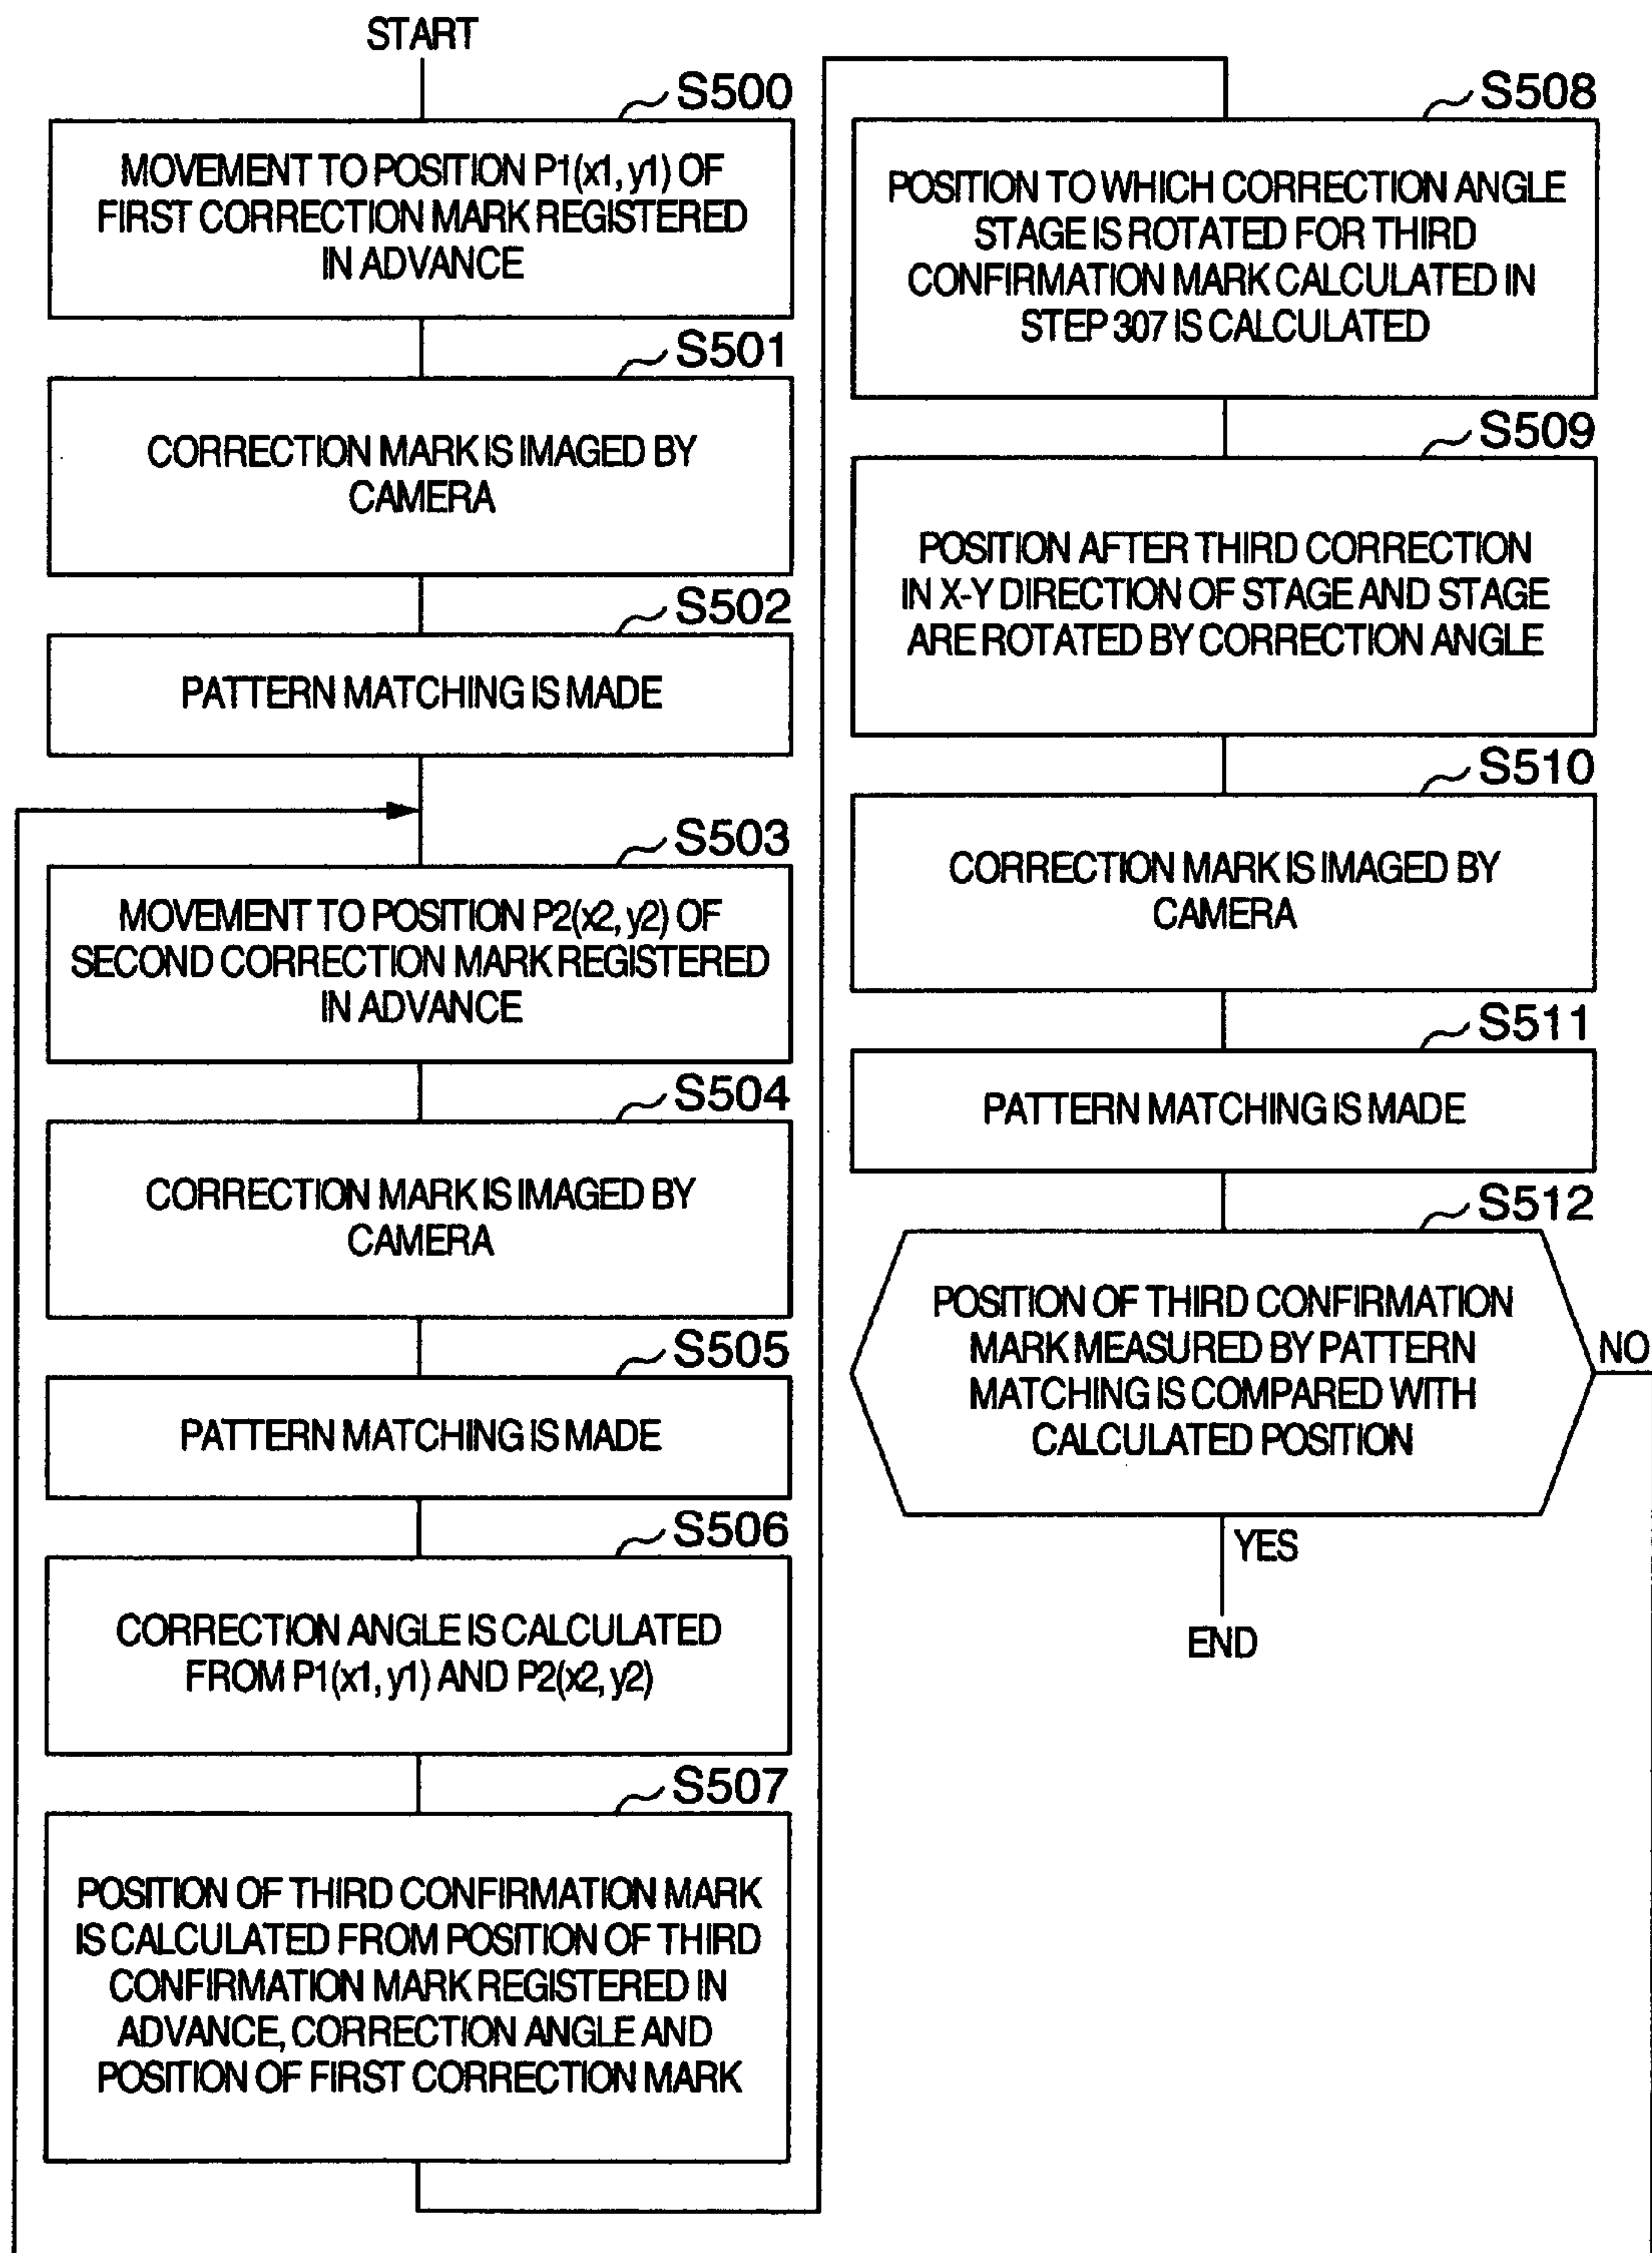 START
S500
MOVEMENT TO POSITION P1(x1, y1) OF
FIRST CORRECTION MARK REGISTERED
IN ADVANCE
S501
CORRECTION MARK IS IMAGED BY
CAMERA
S502
PATTERN MATCHING IS MADE
S503
MOVEMENT TO POSITION P2(x2, y2) OF
SECOND CORRECTION MARK REGISTERED
IN ADVANCE
S504
CORRECTION MARK IS IMAGED BY
CAMERA
S505
PATTERN MATCHING IS MADE
S506
CORRECTION ANGLE IS CALCULATED
FROM P1(x1, y1) AND P2(x2, y2)
S507
POSITION OF THIRD CONFIRMATION MARK
IS CALCULATED FROM POSITION OF THIRD
CONFIRMATION MARK REGISTERED IN
ADVANCE, CORRECTION ANGLE AND
POSITION OF FIRST CORRECTION MARK
S508
POSITION TO WHICH CORRECTION ANGLE
STAGE IS ROTATED FOR THIRD
CONFIRMATION MARK CALCULATED IN
STEP 307 IS CALCULATED
S509
POSITION AFTER THIRD CORRECTION
IN X-Y DIRECTION OF STAGE AND STAGE
ARE ROTATED BY CORRECTION ANGLE
S510
CORRECTION MARK IS IMAGED BY
CAMERA
S511
PATTERN MATCHING IS MADE
S512
POSITION OF THIRD CONFIRMATION
MARK MEASURED BY PATTERN
MATCHING IS COMPARED WITH
CALCULATED POSITION
NO
YES
END